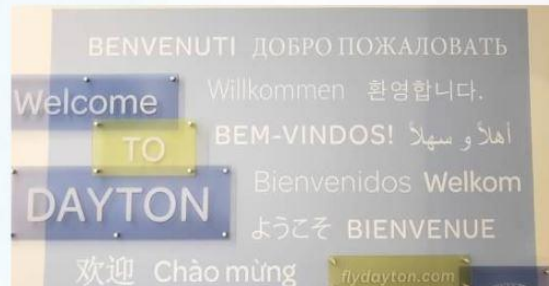 BENVENUTI ДОБРО ПОЖАЛОВАТЬ
Welcome
Willkommen 환영합니다.
TO
BEM-VINDOS! أهلاً و سهلاً
DAYTON
Bienvenidos Welkom
ようこそ BIENVENUE
欢迎 Chào mừng
flydayton.com